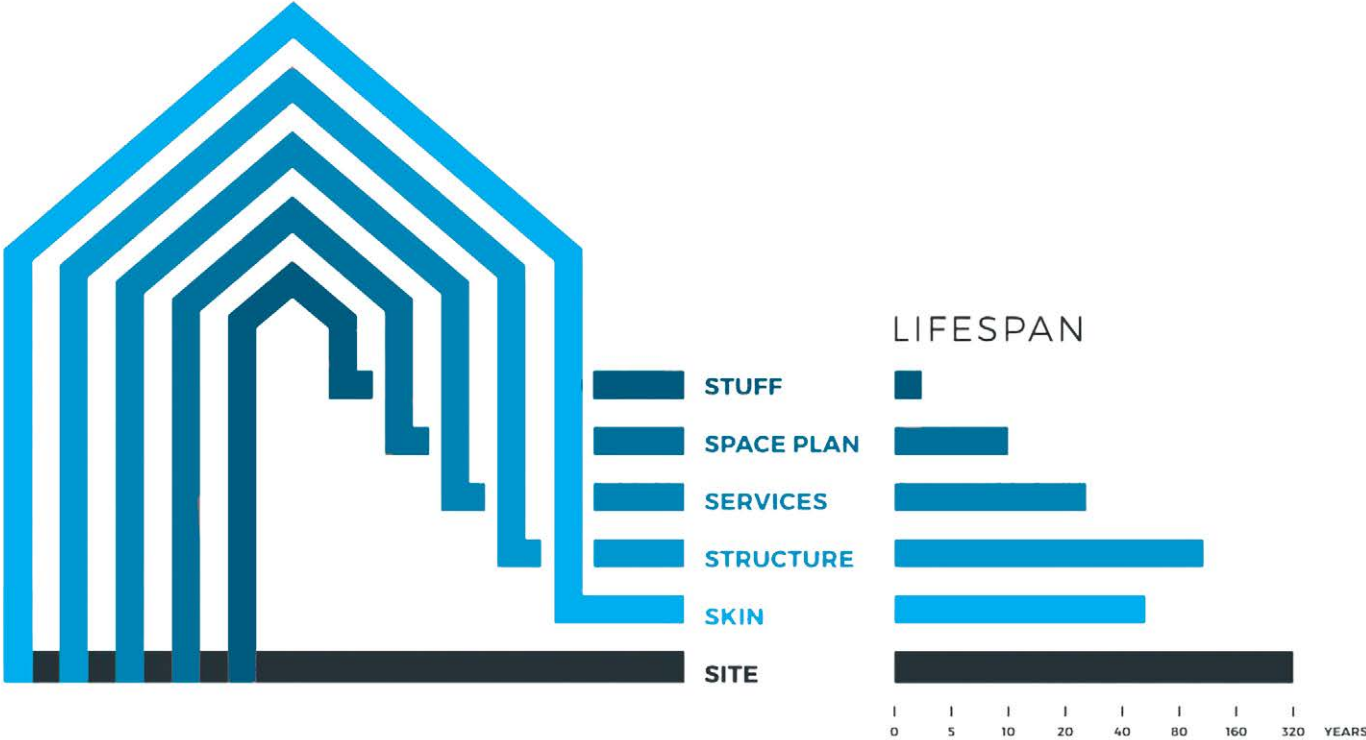 LIFESPAN
STUFF
SPACE PLAN
SERVICES
STRUCTURE
SKIN
SITE
0 5 10 20 40 80 160 320 YEARS